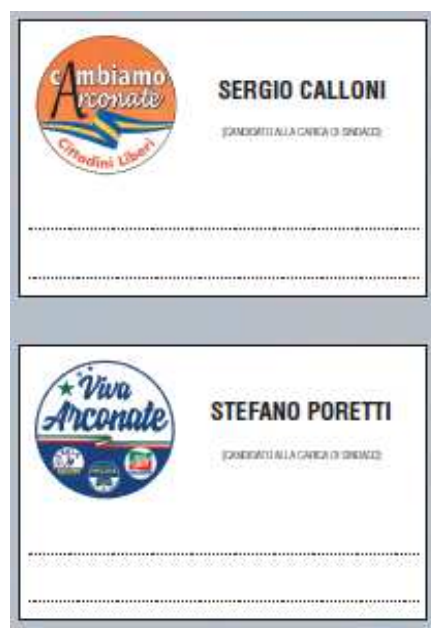 cAmbiamo
Arconate
Cittadini Liberi
SERGIO CALLONI
(CANDIDATO ALLA CARICA DI SINDACO)
Viva
Arconate
STEFANO PORETTI
(CANDIDATO ALLA CARICA DI SINDACO)